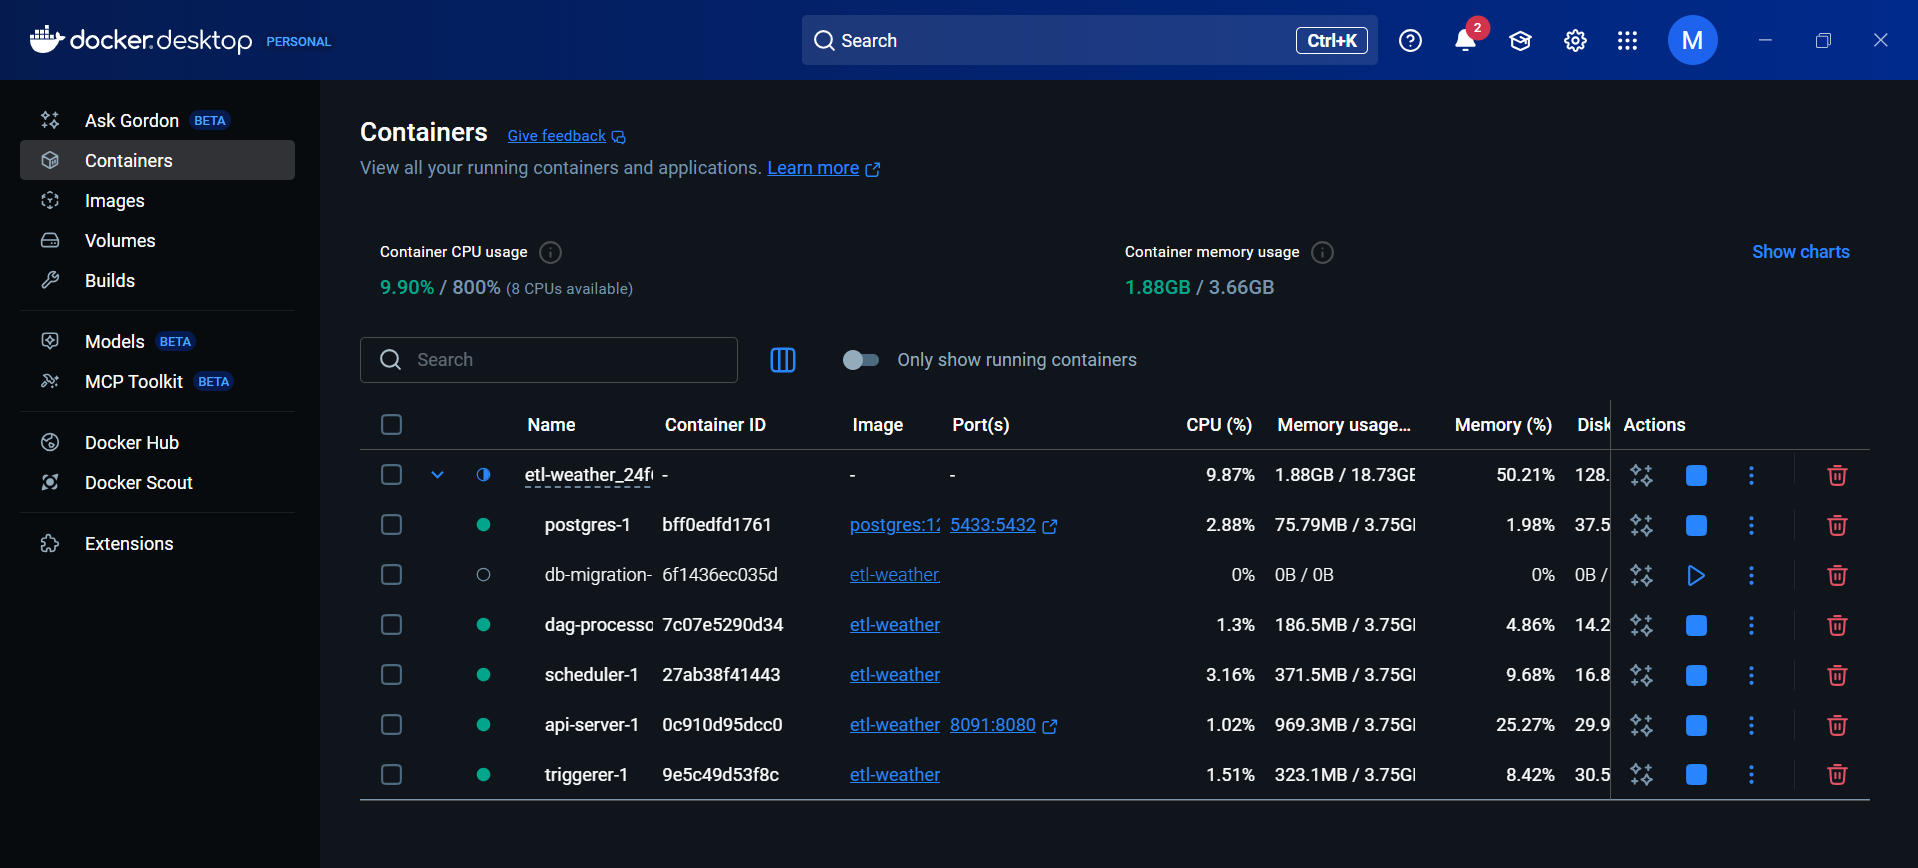 docker.desktop PERSONAL
Search Ctrl+K
2
M
Ask Gordon BETA
Containers
Images
Volumes
Builds
Models BETA
MCP Toolkit BETA
Docker Hub
Docker Scout
Extensions
Containers Give feedback
View all your running containers and applications. Learn more
Container CPU usage
9.90% / 800% (8 CPUs available)
Container memory usage
1.88GB / 3.66GB
Show charts
Search
Only show running containers
Name Container ID Image Port(s) CPU (%) Memory usage... Memory (%) Disk Actions
etl-weather_24f - - - 9.87% 1.88GB / 18.73GB 50.21% 128.
postgres-1 bff0edfd1761 postgres:12 5433:5432 2.88% 75.79MB / 3.75G 1.98% 37.5
db-migration- 6f1436ec035d etl-weather 0% 0B / 0B 0% 0B /
dag-processo 7c07e5290d34 etl-weather 1.3% 186.5MB / 3.75G 4.86% 14.2
scheduler-1 27ab38f41443 etl-weather 3.16% 371.5MB / 3.75G 9.68% 16.8
api-server-1 0c910d95dcc0 etl-weather 8091:8080 1.02% 969.3MB / 3.75G 25.27% 29.9
triggerer-1 9e5c49d53f8c etl-weather 1.51% 323.1MB / 3.75G 8.42% 30.5